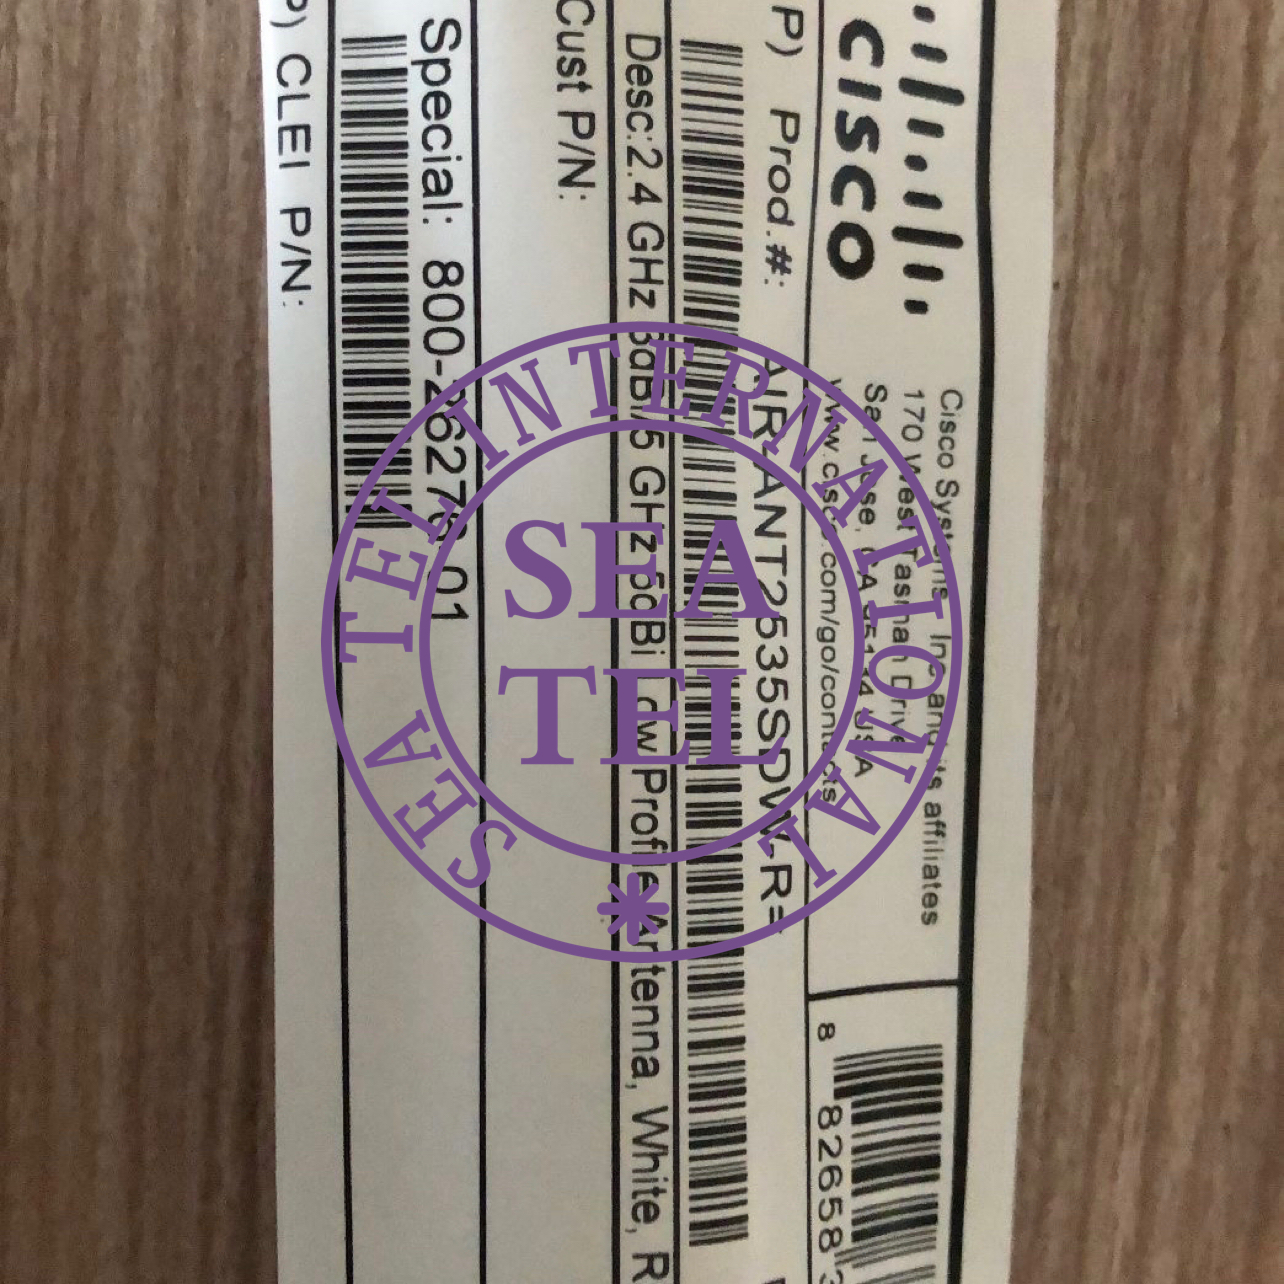 CISCO
Cisco Systems, Inc. and its affiliates
170 West Tasman Drive
San Jose, CA 95134 USA
www.cisco.com/go/contacts
8 82658
P) Prod.#: AIR-ANT2535SDW-R=
Desc:2.4 GHz 3dBi/5 GHz 5dBi Low Profile Antenna, White, R
Cust P/N:
Special: 800-26276-01
P) CLEI P/N:
SEA TEL INTERNATIONAL
SEA
TEL